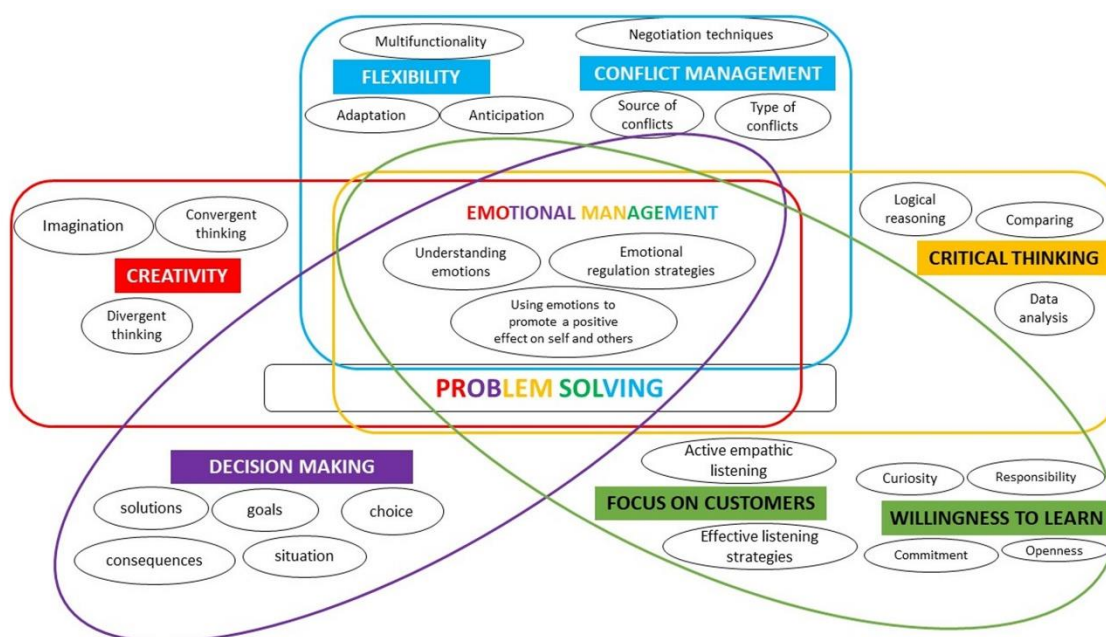 Multifunctionality
Negotiation techniques
FLEXIBILITY
CONFLICT MANAGEMENT
Adaptation
Anticipation
Source of
conflicts
Type of
conflicts
Imagination
Convergent
thinking
CREATIVITY
Divergent
thinking
EMOTIONAL MANAGEMENT
Understanding
emotions
Emotional
regulation strategies
Using emotions to
promote a positive
effect on self and others
Logical
reasoning
Comparing
CRITICAL THINKING
Data
analysis
PROBLEM SOLVING
DECISION MAKING
solutions
goals
choice
consequences
situation
Active empathic
listening
FOCUS ON CUSTOMERS
Effective listening
strategies
Curiosity
Responsibility
WILLINGNESS TO LEARN
Commitment
Openness